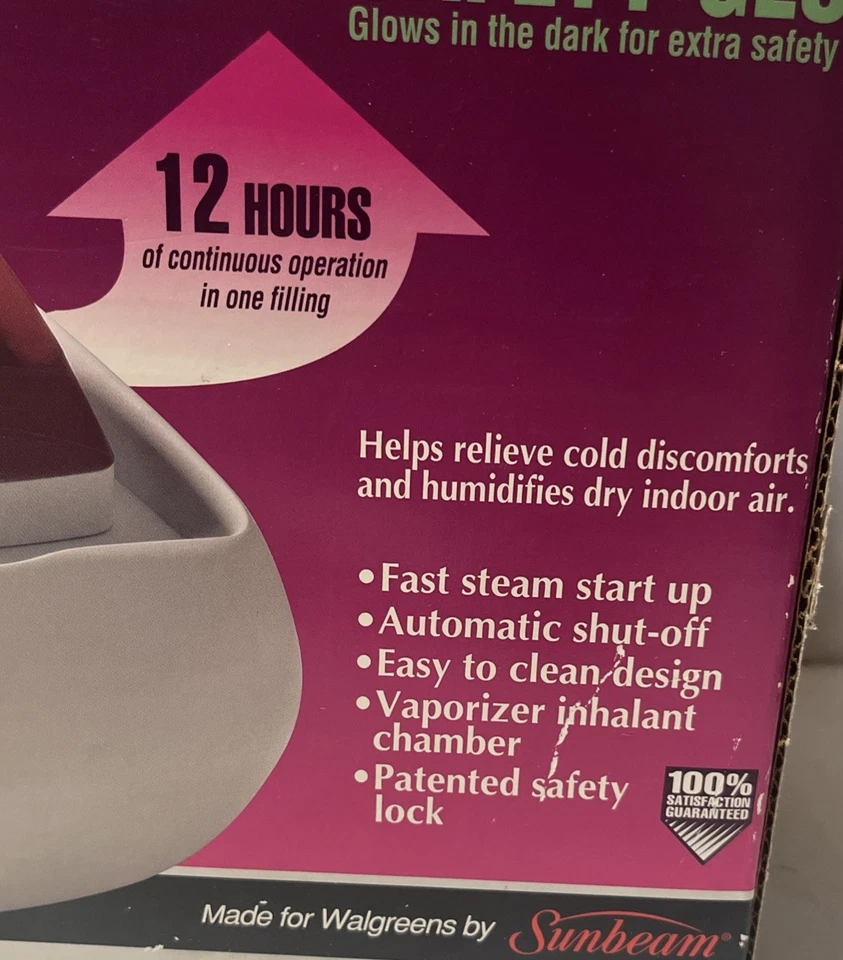 Glows in the dark for extra safety
12 HOURS
of continuous operation
in one filling
Helps relieve cold discomforts
and humidifies dry indoor air.
•Fast steam start up
•Automatic shut-off
•Easy to clean design
•Vaporizer inhalant
chamber
•Patented safety
lock
100%
SATISFACTION
GUARANTEED
Made for Walgreens by Sunbeam®